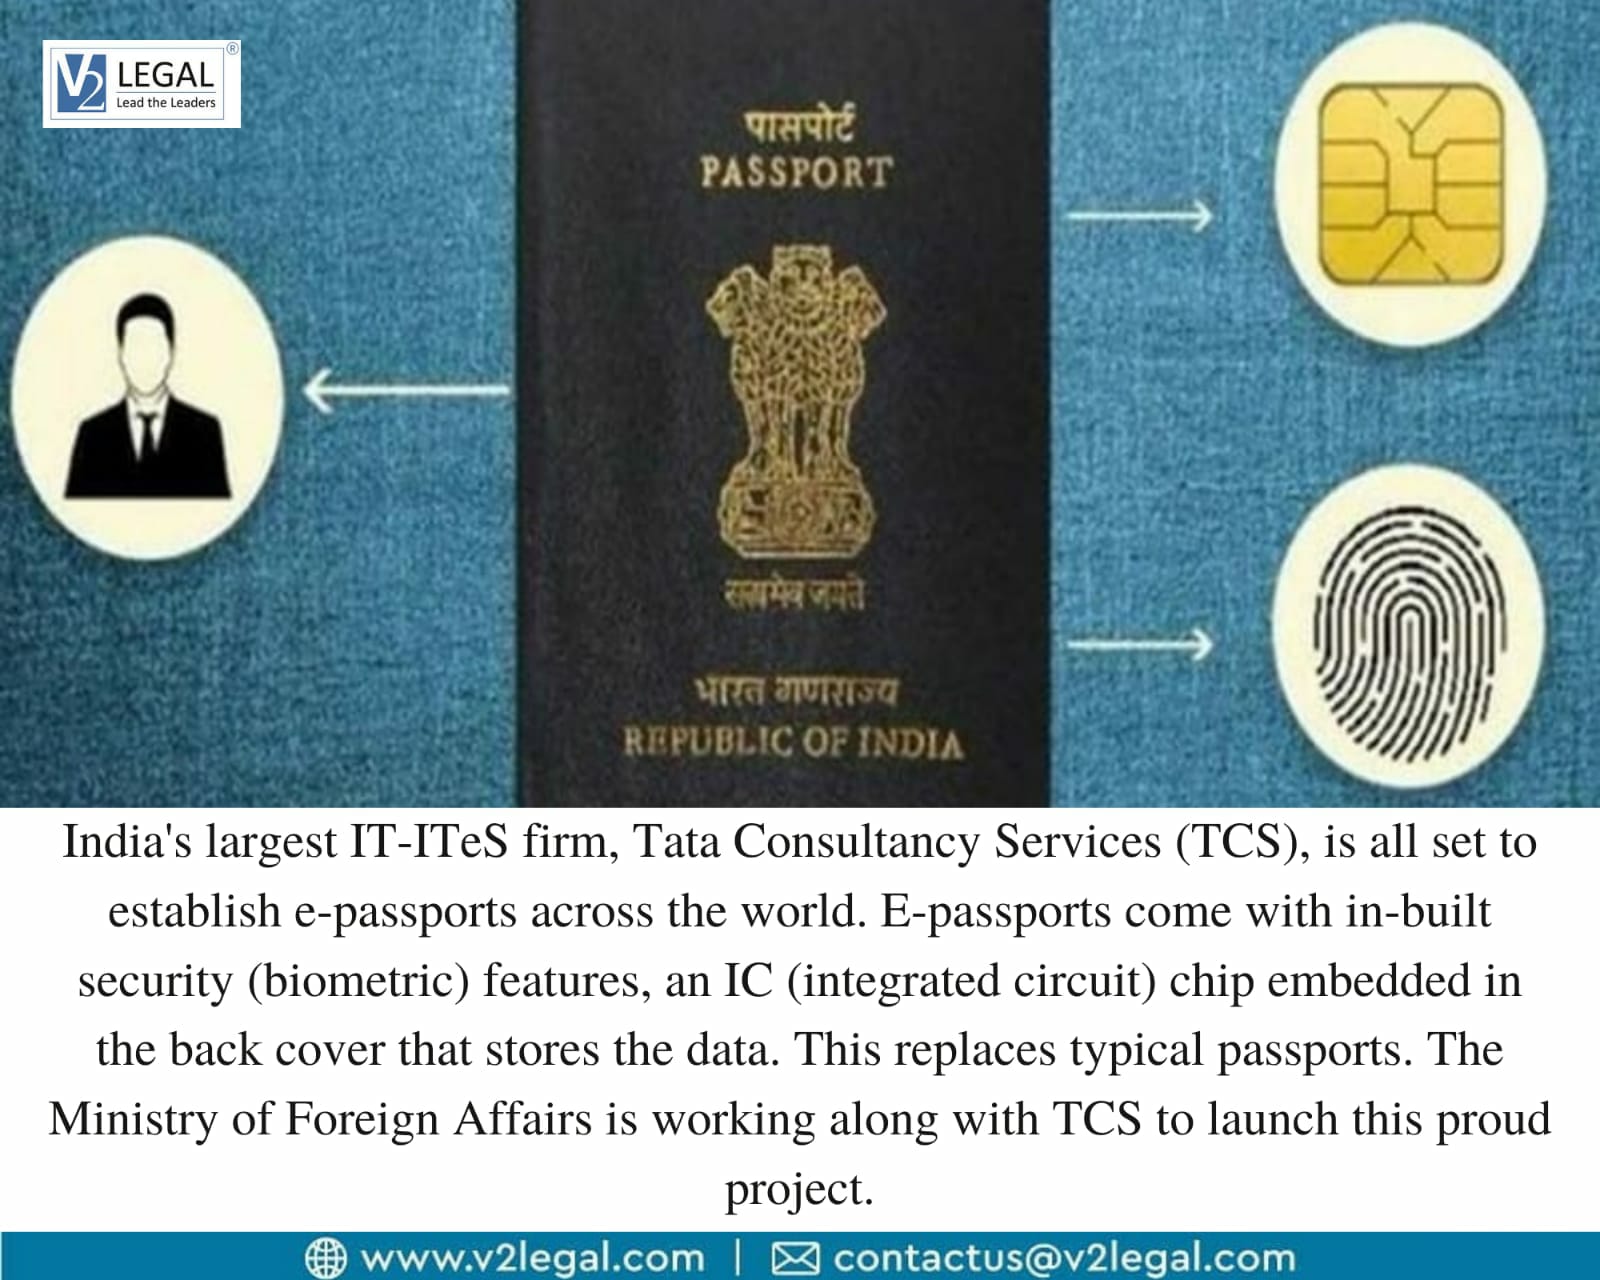 V2 LEGAL®
Lead the Leaders
पासपोर्ट
PASSPORT
सत्यमेव जयते
भारत गणराज्य
REPUBLIC OF INDIA
India's largest IT-ITeS firm, Tata Consultancy Services (TCS), is all set to
establish e-passports across the world. E-passports come with in-built
security (biometric) features, an IC (integrated circuit) chip embedded in
the back cover that stores the data. This replaces typical passports. The
Ministry of Foreign Affairs is working along with TCS to launch this proud
project.
www.v2legal.com | contactus@v2legal.com